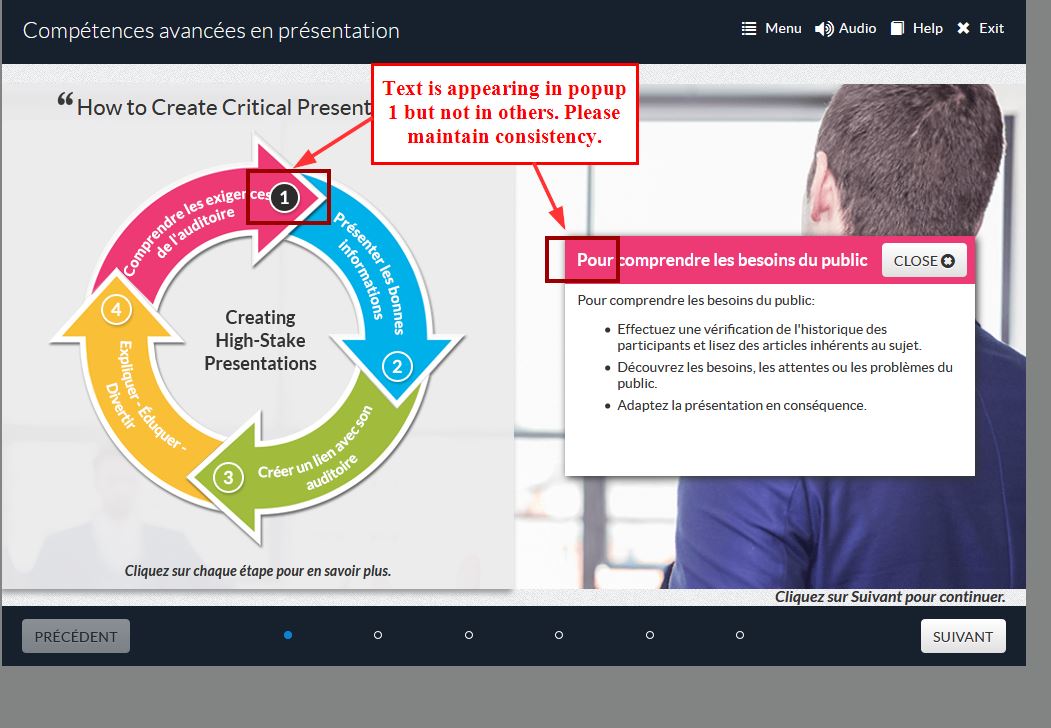 Compétences avancées en présentation
Menu
Audio
Help
Exit
Text is appearing in popup
1 but not in others. Please
maintain consistency.
“ How to Create Critical Present
Comprendre les exigences
de l'auditoire
1
Présenter les bonnes
informations
2
Créer un lien avec son
auditoire
3
Expliquer - Éduquer -
Divertir
4
Creating
High-Stake
Presentations
Cliquez sur chaque étape pour en savoir plus.
Pour comprendre les besoins du public
CLOSE
Pour comprendre les besoins du public:
• Effectuez une vérification de l'historique des
participants et lisez des articles inhérents au sujet.
• Découvrez les besoins, les attentes ou les problèmes du
public.
• Adaptez la présentation en conséquence.
Cliquez sur Suivant pour continuer.
PRÉCÉDENT
SUIVANT